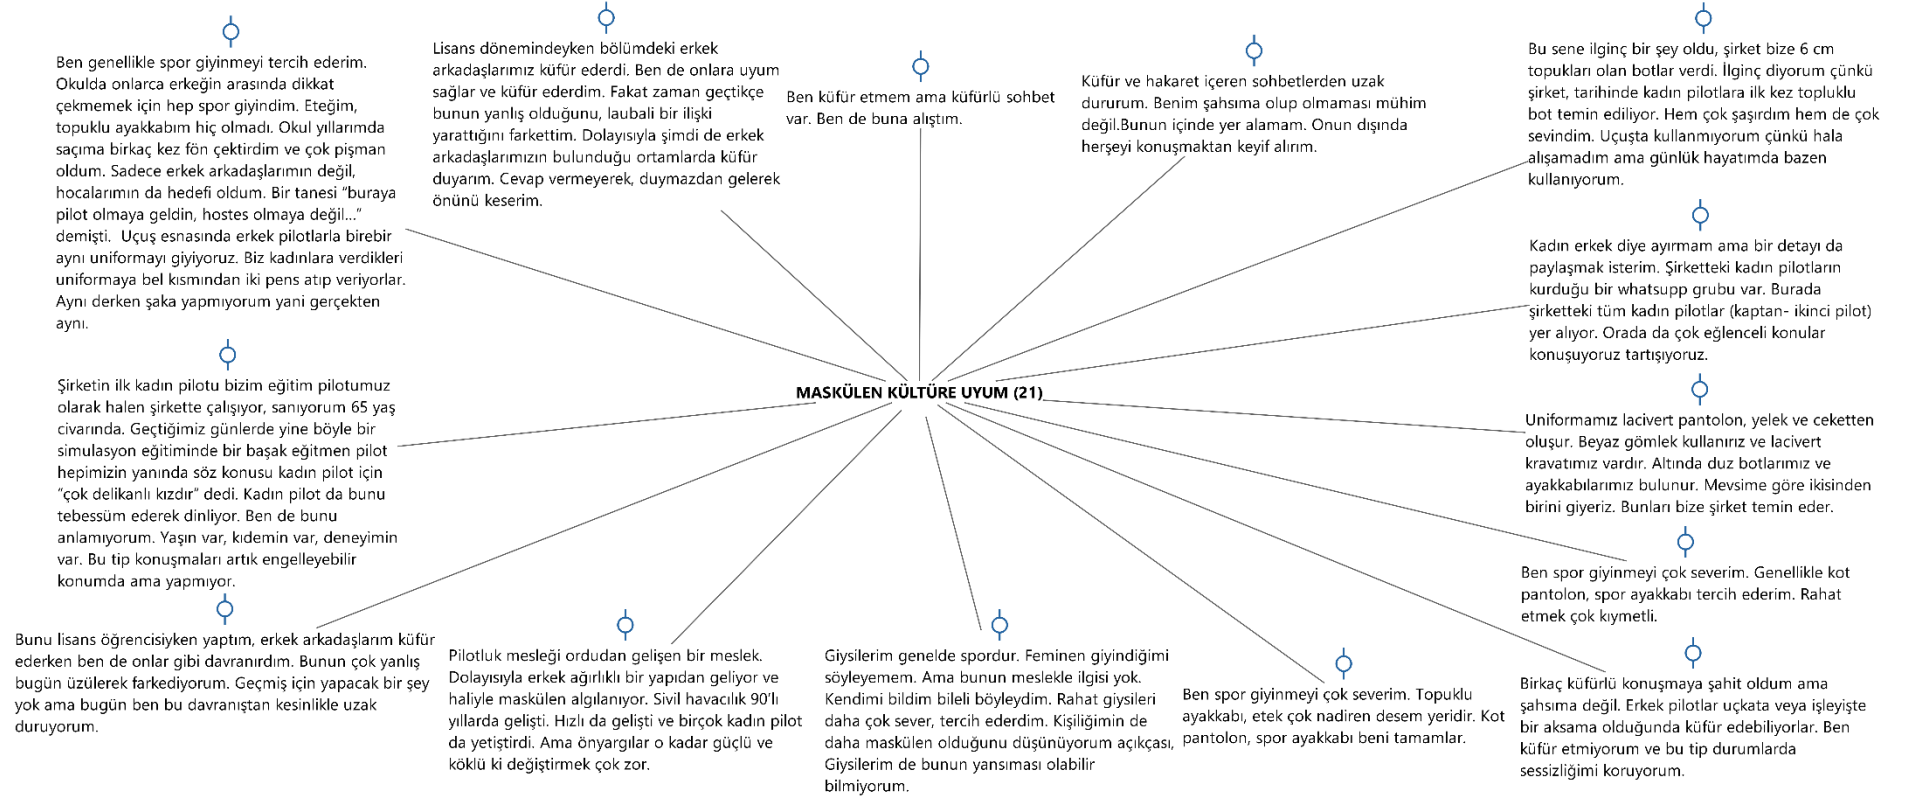 Ben genellikle spor giyinmeyi tercih ederim.
Okulda onlarca erkeğin arasında dikkat
çekmemek için hep spor giyindim. Eteğim,
topuklu ayakkabım hiç olmadı. Okul yıllarımda
saçıma birkaç kez fön çektirdim ve çok pişman
oldum. Sadece erkek arkadaşlarımın değil,
hocalarımın da hedefi oldum. Bir tanesi “buraya
pilot olmaya geldin, hostes olmaya değil...”
demişti.  Uçuş esnasında erkek pilotlarla birebir
aynı uniformayı giyiyoruz. Biz kadınlara verdikleri
uniformaya bel kısmından iki pens atıp veriyorlar.
Aynı derken şaka yapmıyorum yani gerçekten
aynı.
Lisans dönemindeyken bölümdeki erkek
arkadaşlarımız küfür ederdi. Ben de onlara uyum
sağlar ve küfür ederdim. Fakat zaman geçtikçe
bunun yanlış olduğunu, laubali bir ilişki
yarattığını farkettim. Dolayısıyla şimdi de erkek
arkadaşlarımızın bulunduğu ortamlarda küfür
duyarım. Cevap vermeyerek, duymazdan gelerek
önünü keserim.
Ben küfür etmem ama küfürlü sohbet
var. Ben de buna alıştım.
Küfür ve hakaret içeren sohbetlerden uzak
dururum. Benim şahsıma olup olmaması mühim
değil.Bunun içinde yer alamam. Onun dışında
herşeyi konuşmaktan keyif alırım.
Bu sene ilginç bir şey oldu, şirket bize 6 cm
topukları olan botlar verdi. İlginç diyorum çünkü
şirket, tarihinde kadın pilotlara ilk kez topluklu
bot temin ediliyor. Hem çok şaşırdım hem de çok
sevindim. Uçuşta kullanmıyorum çünkü hala
alışamadım ama günlük hayatımda bazen
kullanıyorum.
Kadın erkek diye ayırmam ama bir detayı da
paylaşmak isterim. Şirketteki kadın pilotların
kurduğu bir whatsupp grubu var. Burada
şirketteki tüm kadın pilotlar (kaptan- ikinci pilot)
yer alıyor. Orada da çok eğlenceli konular
konuşuyoruz tartışıyoruz.
Şirketin ilk kadın pilotu bizim eğitim pilotumuz
olarak halen şirkette çalışıyor, sanıyorum 65 yaş
civarında. Geçtiğimiz günlerde yine böyle bir
simulasyon eğitiminde bir başak eğitmen pilot
hepimizin yanında söz konusu kadın pilot için
“çok delikanlı kızdır” dedi. Kadın pilot da bunu
tebessüm ederek dinliyor. Ben de bunu
anlamıyorum. Yaşın var, kıdemin var, deneyimin
var. Bu tip konuşmaları artık engelleyebilir
konumda ama yapmıyor.
MASKÜLEN KÜLTÜRE UYUM (21)
Uniformamız lacivert pantolon, yelek ve ceketten
oluşur. Beyaz gömlek kullanırız ve lacivert
kravatımız vardır. Altında duz botlarımız ve
ayakkabılarımız bulunur. Mevsime göre ikisinden
birini giyeriz. Bunları bize şirket temin eder.
Ben spor giyinmeyi çok severim. Genellikle kot
pantolon, spor ayakkabı tercih ederim. Rahat
etmek çok kıymetli.
Bunu lisans öğrencisiyken yaptım, erkek arkadaşlarım küfür
ederken ben de onlar gibi davranırdım. Bunun çok yanlış
bugün üzülerek farkediyorum. Geçmiş için yapacak bir şey
yok ama bugün ben bu davranıştan kesinlikle uzak
duruyorum.
Pilotluk mesleği ordudan gelişen bir meslek.
Dolayısıyla erkek ağırlıklı bir yapıdan geliyor ve
haliyle maskülen algılanıyor. Sivil havacılık 90’lı
yıllarda gelişti. Hızlı da gelişti ve birçok kadın pilot
da yetiştirdi. Ama önyargılar o kadar güçlü ve
köklü ki değiştirmek çok zor.
Giysilerim genelde spordur. Feminen giyindiğimi
söyleyemem. Ama bunun meslekle ilgisi yok.
Kendimi bildim bileli böyleydim. Rahat giysileri
daha çok sever, tercih ederdim. Kişiliğimin de
daha maskülen olduğunu düşünüyorum açıkçası,
Giysilerim de bunun yansıması olabilir
bilmiyorum.
Ben spor giyinmeyi çok severim. Topuklu
ayakkabı, etek çok nadiren desem yeridir. Kot
pantolon, spor ayakkabı beni tamamlar.
Birkaç küfürlü konuşmaya şahit oldum ama
şahsıma değil. Erkek pilotlar uçkata veya işleyişte
bir aksama olduğunda küfür edebiliyorlar. Ben
küfür etmiyorum ve bu tip durumlarda
sessizliğimi koruyorum.